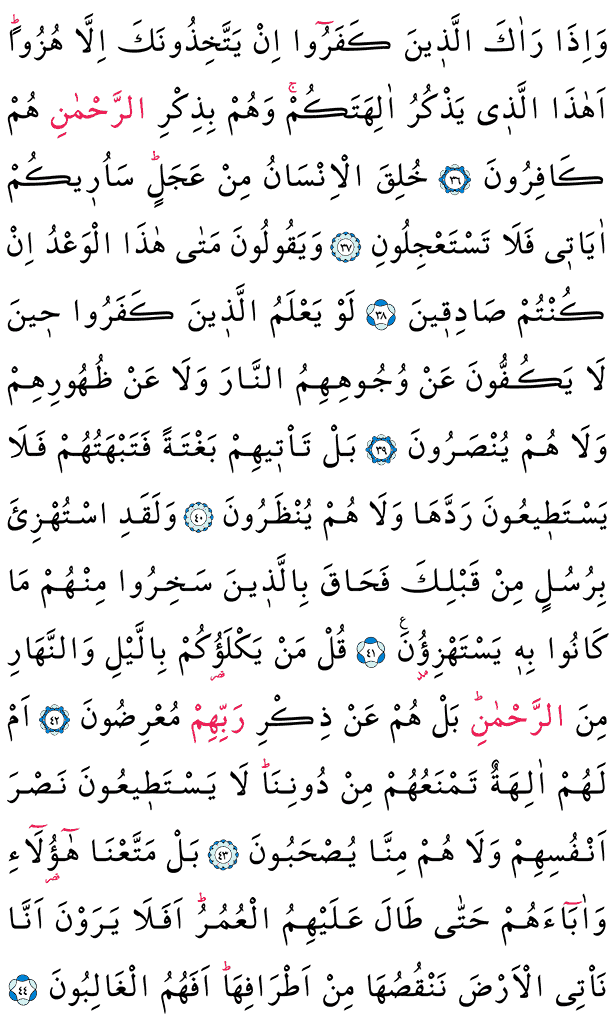 وَاِذَا رَاٰكَ الَّذ۪ينَ كَفَرُٓوا اِنْ يَتَّخِذُونَكَ اِلَّا هُزُوًاۜ
اَهٰذَا الَّذ۪ي يَذْكُرُ اٰلِهَتَكُمْۚ وَهُمْ بِذِكْرِ الرَّحْمٰنِ هُمْ
كَافِرُونَ ﴿٣٦﴾ خُلِقَ الْاِنْسَانُ مِنْ عَجَلٍۜ سَاُر۪يكُمْ
اٰيَات۪ي فَلَا تَسْتَعْجِلُونِ ﴿٣٧﴾ وَيَقُولُونَ مَتٰى هٰذَا الْوَعْدُ اِنْ
كُنْتُمْ صَادِق۪ينَ ﴿٣٨﴾ لَوْ يَعْلَمُ الَّذ۪ينَ كَفَرُوا ح۪ينَ
لَا يَكُفُّونَ عَنْ وُجُوهِهِمُ النَّارَ وَلَا عَنْ ظُهُورِهِمْ
وَلَا هُمْ يُنْصَرُونَ ﴿٣٩﴾ بَلْ تَأْت۪يهِمْ بَغْتَةً فَتَبْهَتُهُمْ فَلَا
يَسْتَط۪يعُونَ رَدَّهَا وَلَا هُمْ يُنْظَرُونَ ﴿٤٠﴾ وَلَقَدِ اسْتُهْزِئَ
بِرُسُلٍ مِنْ قَبْلِكَ فَحَاقَ بِالَّذ۪ينَ سَخِرُوا مِنْهُمْ مَا
كَانُوا بِه۪ يَسْتَهْزِؤُ۫نَ۟ ﴿٤١﴾ قُلْ مَنْ يَكْلَؤُ۬كُمْ بِالَّيْلِ وَالنَّهَارِ
مِنَ الرَّحْمٰنِۜ بَلْ هُمْ عَنْ ذِكْرِ رَبِّهِمْ مُعْرِضُونَ ﴿٤٢﴾ اَمْ
لَهُمْ اٰلِهَةٌ تَمْنَعُهُمْ مِنْ دُونِنَاۜ لَا يَسْتَط۪يعُونَ نَصْرَ
اَنْفُسِهِمْ وَلَا هُمْ مِنَّا يُصْحَبُونَ ﴿٤٣﴾ بَلْ مَتَّعْنَا هٰٓؤُ۬لَٓاءِ
وَاٰبَٓاءَهُمْ حَتّٰى طَالَ عَلَيْهِمُ الْعُمُرُۜ اَفَلَا يَرَوْنَ اَنَّا
نَأْتِي الْاَرْضَ نَنْقُصُهَا مِنْ اَطْرَافِهَاۜ اَفَهُمُ الْغَالِبُونَ ﴿٤٤﴾